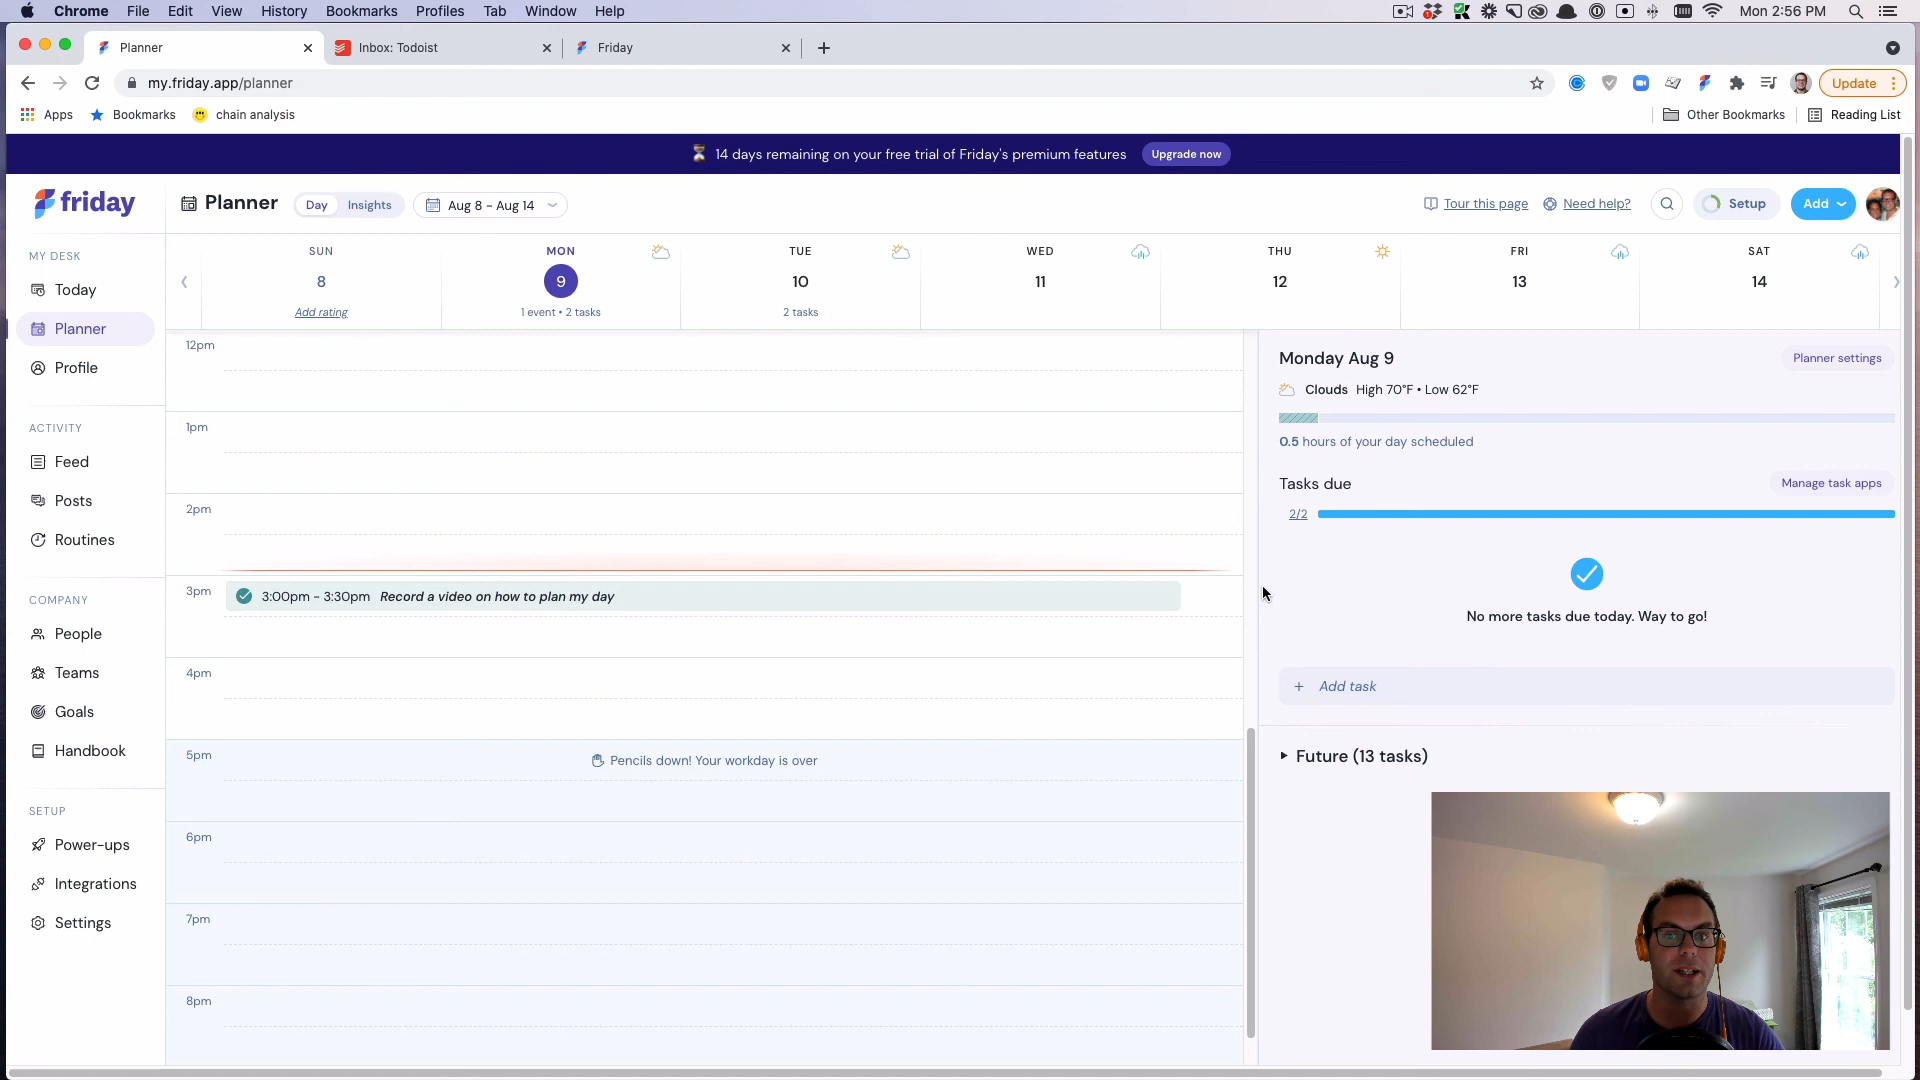 Chrome File Edit View History Bookmarks Profiles Tab Window Help
Mon 2:56 PM
Planner
Inbox: Todoist
Friday
my.friday.app/planner
Update
Apps
Bookmarks
chain analysis
Other Bookmarks
Reading List
14 days remaining on your free trial of Friday's premium features
Upgrade now
friday
Planner
Day
Insights
Aug 8 - Aug 14
Tour this page
Need help?
Setup
Add
MY DESK
Today
Planner
Profile
ACTIVITY
Feed
Posts
Routines
COMPANY
People
Teams
Goals
Handbook
SETUP
Power-ups
Integrations
Settings
SUN
8
Add rating
MON
9
1 event • 2 tasks
TUE
10
2 tasks
WED
11
THU
12
FRI
13
SAT
14
12pm
1pm
2pm
3pm
3:00pm - 3:30pm Record a video on how to plan my day
4pm
5pm
Pencils down! Your workday is over
6pm
7pm
8pm
Monday Aug 9
Planner settings
Clouds High 70°F • Low 62°F
0.5 hours of your day scheduled
Tasks due
Manage task apps
2/2
No more tasks due today. Way to go!
+ Add task
Future (13 tasks)